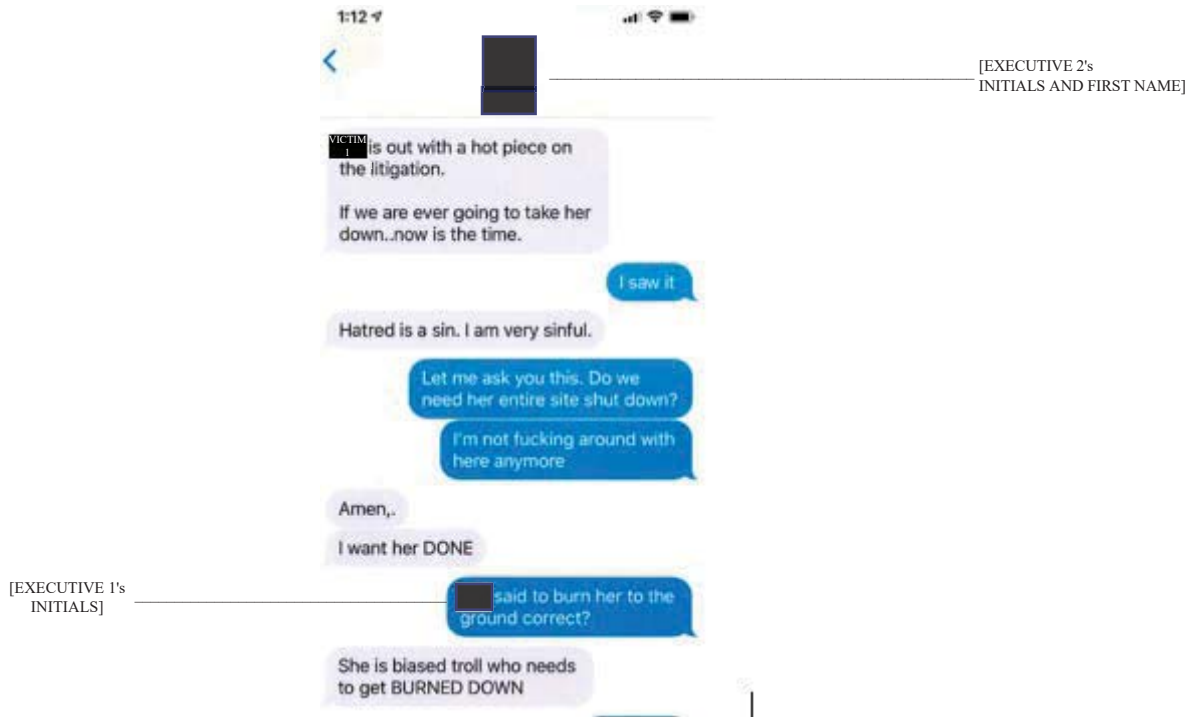 1:12
[EXECUTIVE 2's
INITIALS AND FIRST NAME]
VICTIM
1
is out with a hot piece on
the litigation.
If we are ever going to take her
down..now is the time.
I saw it
Hatred is a sin. I am very sinful.
Let me ask you this. Do we
need her entire site shut down?
I'm not fucking around with
here anymore
Amen,.
I want her DONE
[EXECUTIVE 1's
INITIALS]
said to burn her to the
ground correct?
She is biased troll who needs
to get BURNED DOWN